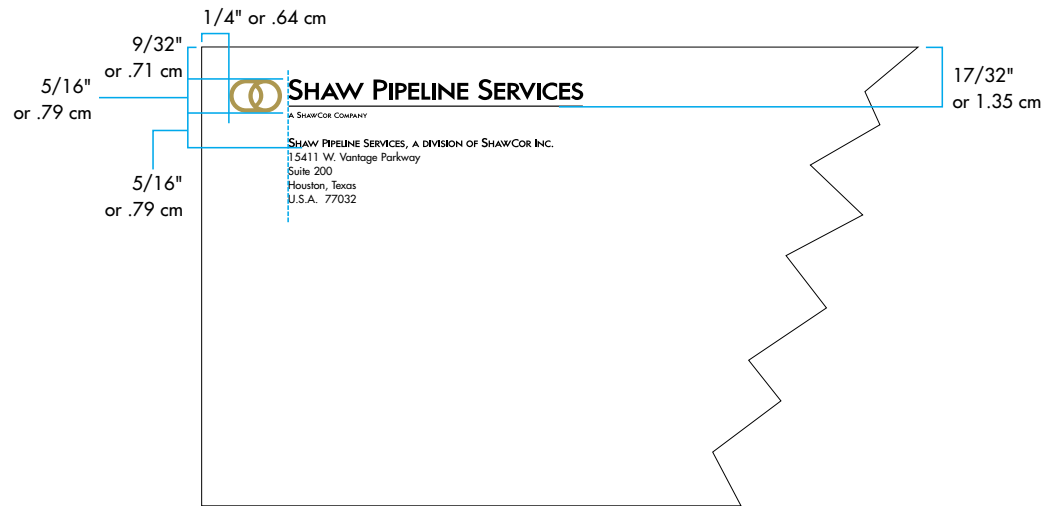 1/4" or .64 cm
9/32"
or .71 cm
5/16"
or .79 cm
5/16"
or .79 cm
17/32"
or 1.35 cm
SHAW PIPELINE SERVICES
A SHAWCOR COMPANY
SHAW PIPELINE SERVICES, A DIVISION OF SHAWCOR INC.
15411 W. Vantage Parkway
Suite 200
Houston, Texas
U.S.A. 77032